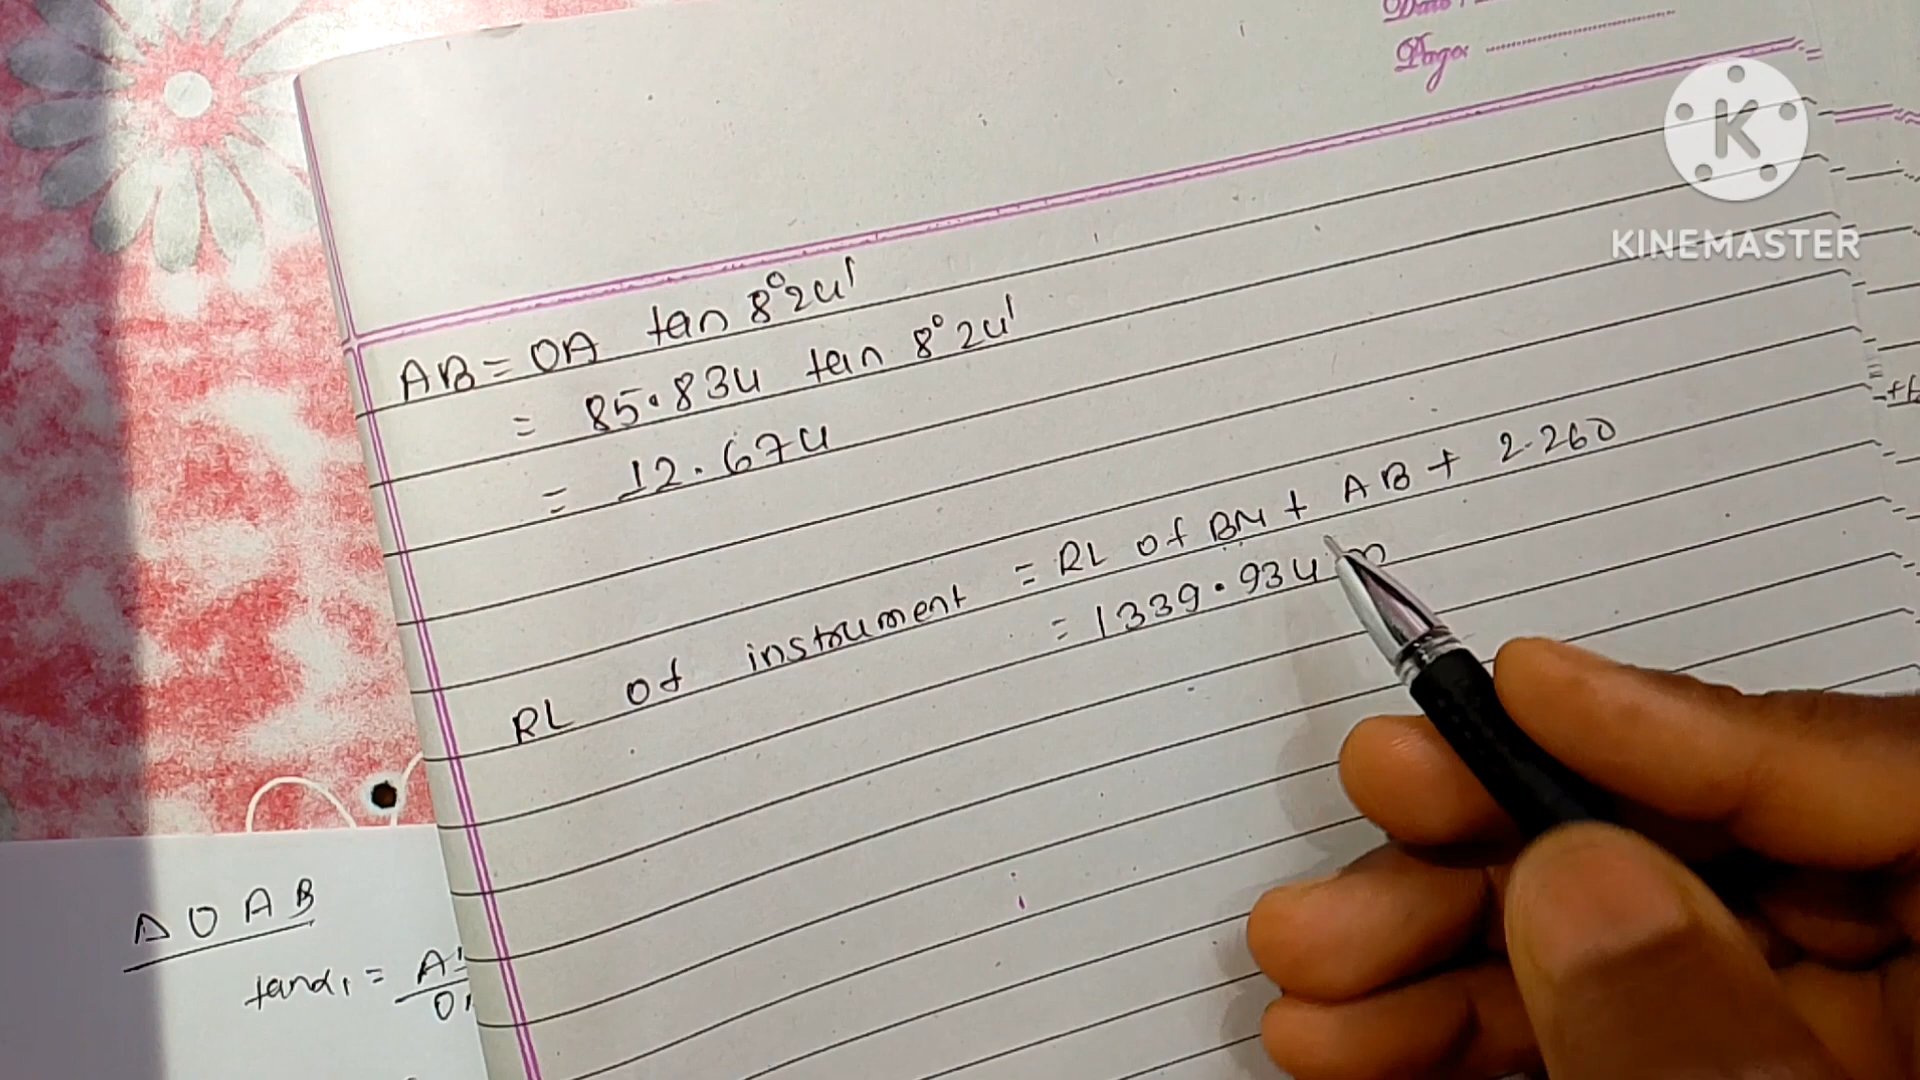 Date :
Page
KINEMASTER
AB = OA tan 8°24'
= 85.834 tan 8°24'
= 12.674
RL of instrument = RL of BM + AB + 2.260
= 1339.934 m
Δ OAB
tanα₁ =